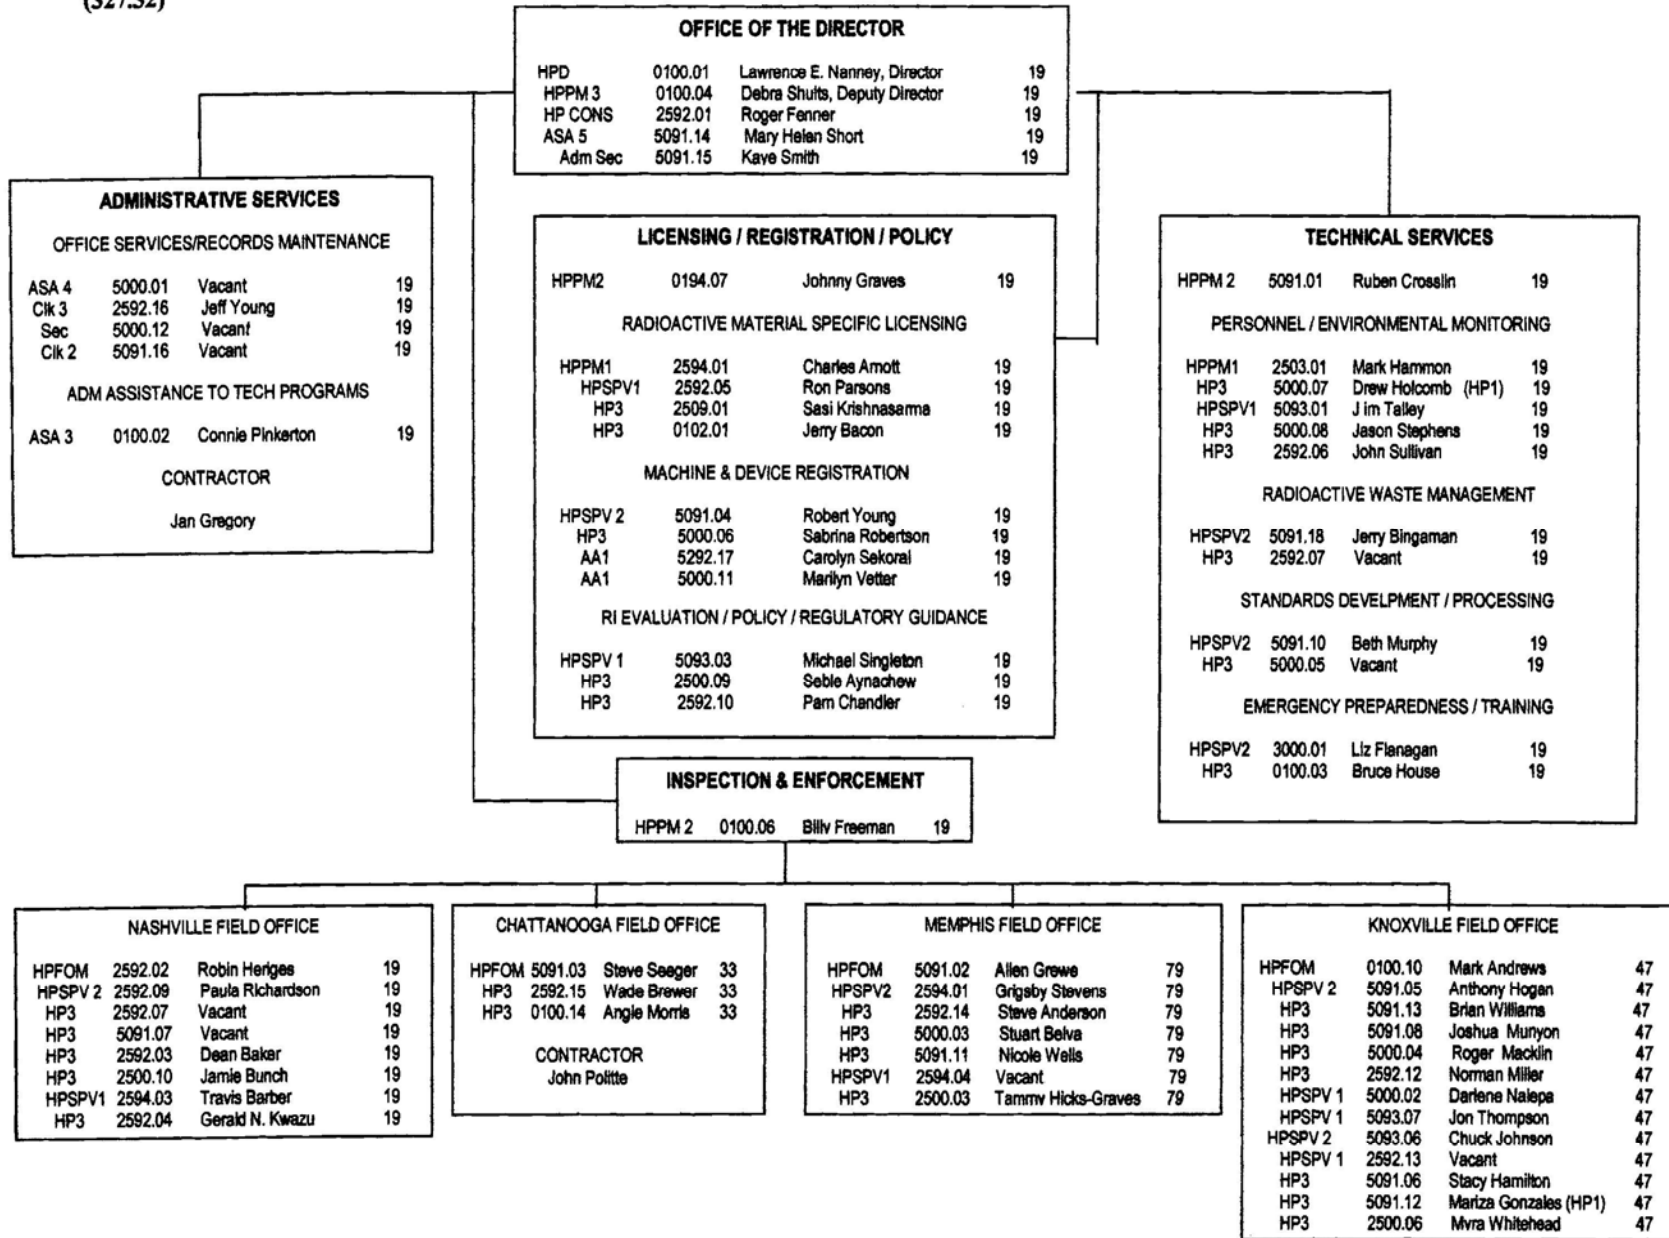 (327.32)
OFFICE OF THE DIRECTOR
HPD 0100.01 Lawrence E. Nanney, Director 19
HPPM 3 0100.04 Debra Shults, Deputy Director 19
HP CONS 2592.01 Roger Fenner 19
ASA 5 5091.14 Mary Helen Short 19
Adm Sec 5091.15 Kaye Smith 19
ADMINISTRATIVE SERVICES
OFFICE SERVICES/RECORDS MAINTENANCE
ASA 4 5000.01 Vacant 19
Clk 3 2592.16 Jeff Young 19
Sec 5000.12 Vacant 19
Clk 2 5091.16 Vacant 19
ADM ASSISTANCE TO TECH PROGRAMS
ASA 3 0100.02 Connie Pinkerton 19
CONTRACTOR
Jan Gregory
LICENSING / REGISTRATION / POLICY
HPPM2 0194.07 Johnny Graves 19
RADIOACTIVE MATERIAL SPECIFIC LICENSING
HPPM1 2594.01 Charles Arnott 19
HPSPV1 2592.05 Ron Parsons 19
HP3 2509.01 Sasi Krishnasarma 19
HP3 0102.01 Jerry Bacon 19
MACHINE & DEVICE REGISTRATION
HPSPV 2 5091.04 Robert Young 19
HP3 5000.06 Sabrina Robertson 19
AA1 5292.17 Carolyn Sekoral 19
AA1 5000.11 Marilyn Vetter 19
RI EVALUATION / POLICY / REGULATORY GUIDANCE
HPSPV 1 5093.03 Michael Singleton 19
HP3 2500.09 Seble Aynachew 19
HP3 2592.10 Pam Chandler 19
TECHNICAL SERVICES
HPPM 2 5091.01 Ruben Crosslin 19
PERSONNEL / ENVIRONMENTAL MONITORING
HPPM1 2503.01 Mark Hammon 19
HP3 5000.07 Drew Holcomb (HP1) 19
HPSPV1 5093.01 J im Talley 19
HP3 5000.08 Jason Stephens 19
HP3 2592.06 John Sullivan 19
RADIOACTIVE WASTE MANAGEMENT
HPSPV2 5091.18 Jerry Bingaman 19
HP3 2592.07 Vacant 19
STANDARDS DEVELPMENT / PROCESSING
HPSPV2 5091.10 Beth Murphy 19
HP3 5000.05 Vacant 19
EMERGENCY PREPAREDNESS / TRAINING
HPSPV2 3000.01 Liz Flanagan 19
HP3 0100.03 Bruce House 19
INSPECTION & ENFORCEMENT
HPPM 2 0100.06 Billy Freeman 19
NASHVILLE FIELD OFFICE
HPFOM 2592.02 Robin Heriges 19
HPSPV 2 2592.09 Paula Richardson 19
HP3 2592.07 Vacant 19
HP3 5091.07 Vacant 19
HP3 2592.03 Dean Baker 19
HP3 2500.10 Jamie Bunch 19
HPSPV1 2594.03 Travis Barber 19
HP3 2592.04 Gerald N. Kwazu 19
CHATTANOOGA FIELD OFFICE
HPFOM 5091.03 Steve Seeger 33
HP3 2592.15 Wade Brewer 33
HP3 0100.14 Angie Morris 33
CONTRACTOR
John Politte
MEMPHIS FIELD OFFICE
HPFOM 5091.02 Allen Grewe 79
HPSPV2 2594.01 Grigsby Stevens 79
HP3 2592.14 Steve Anderson 79
HP3 5000.03 Stuart Belva 79
HP3 5091.11 Nicole Wells 79
HPSPV1 2594.04 Vacant 79
HP3 2500.03 Tammy Hicks-Graves 79
KNOXVILLE FIELD OFFICE
HPFOM 0100.10 Mark Andrews 47
HPSPV 2 5091.05 Anthony Hogan 47
HP3 5091.13 Brian Williams 47
HP3 5091.08 Joshua Munyon 47
HP3 5000.04 Roger Macklin 47
HP3 2592.12 Norman Miller 47
HPSPV 1 5000.02 Darlene Nalepa 47
HPSPV 1 5093.07 Jon Thompson 47
HPSPV 2 5093.06 Chuck Johnson 47
HPSPV 1 2592.13 Vacant 47
HP3 5091.06 Stacy Hamilton 47
HP3 5091.12 Mariza Gonzales (HP1) 47
HP3 2500.06 Myra Whitehead 47